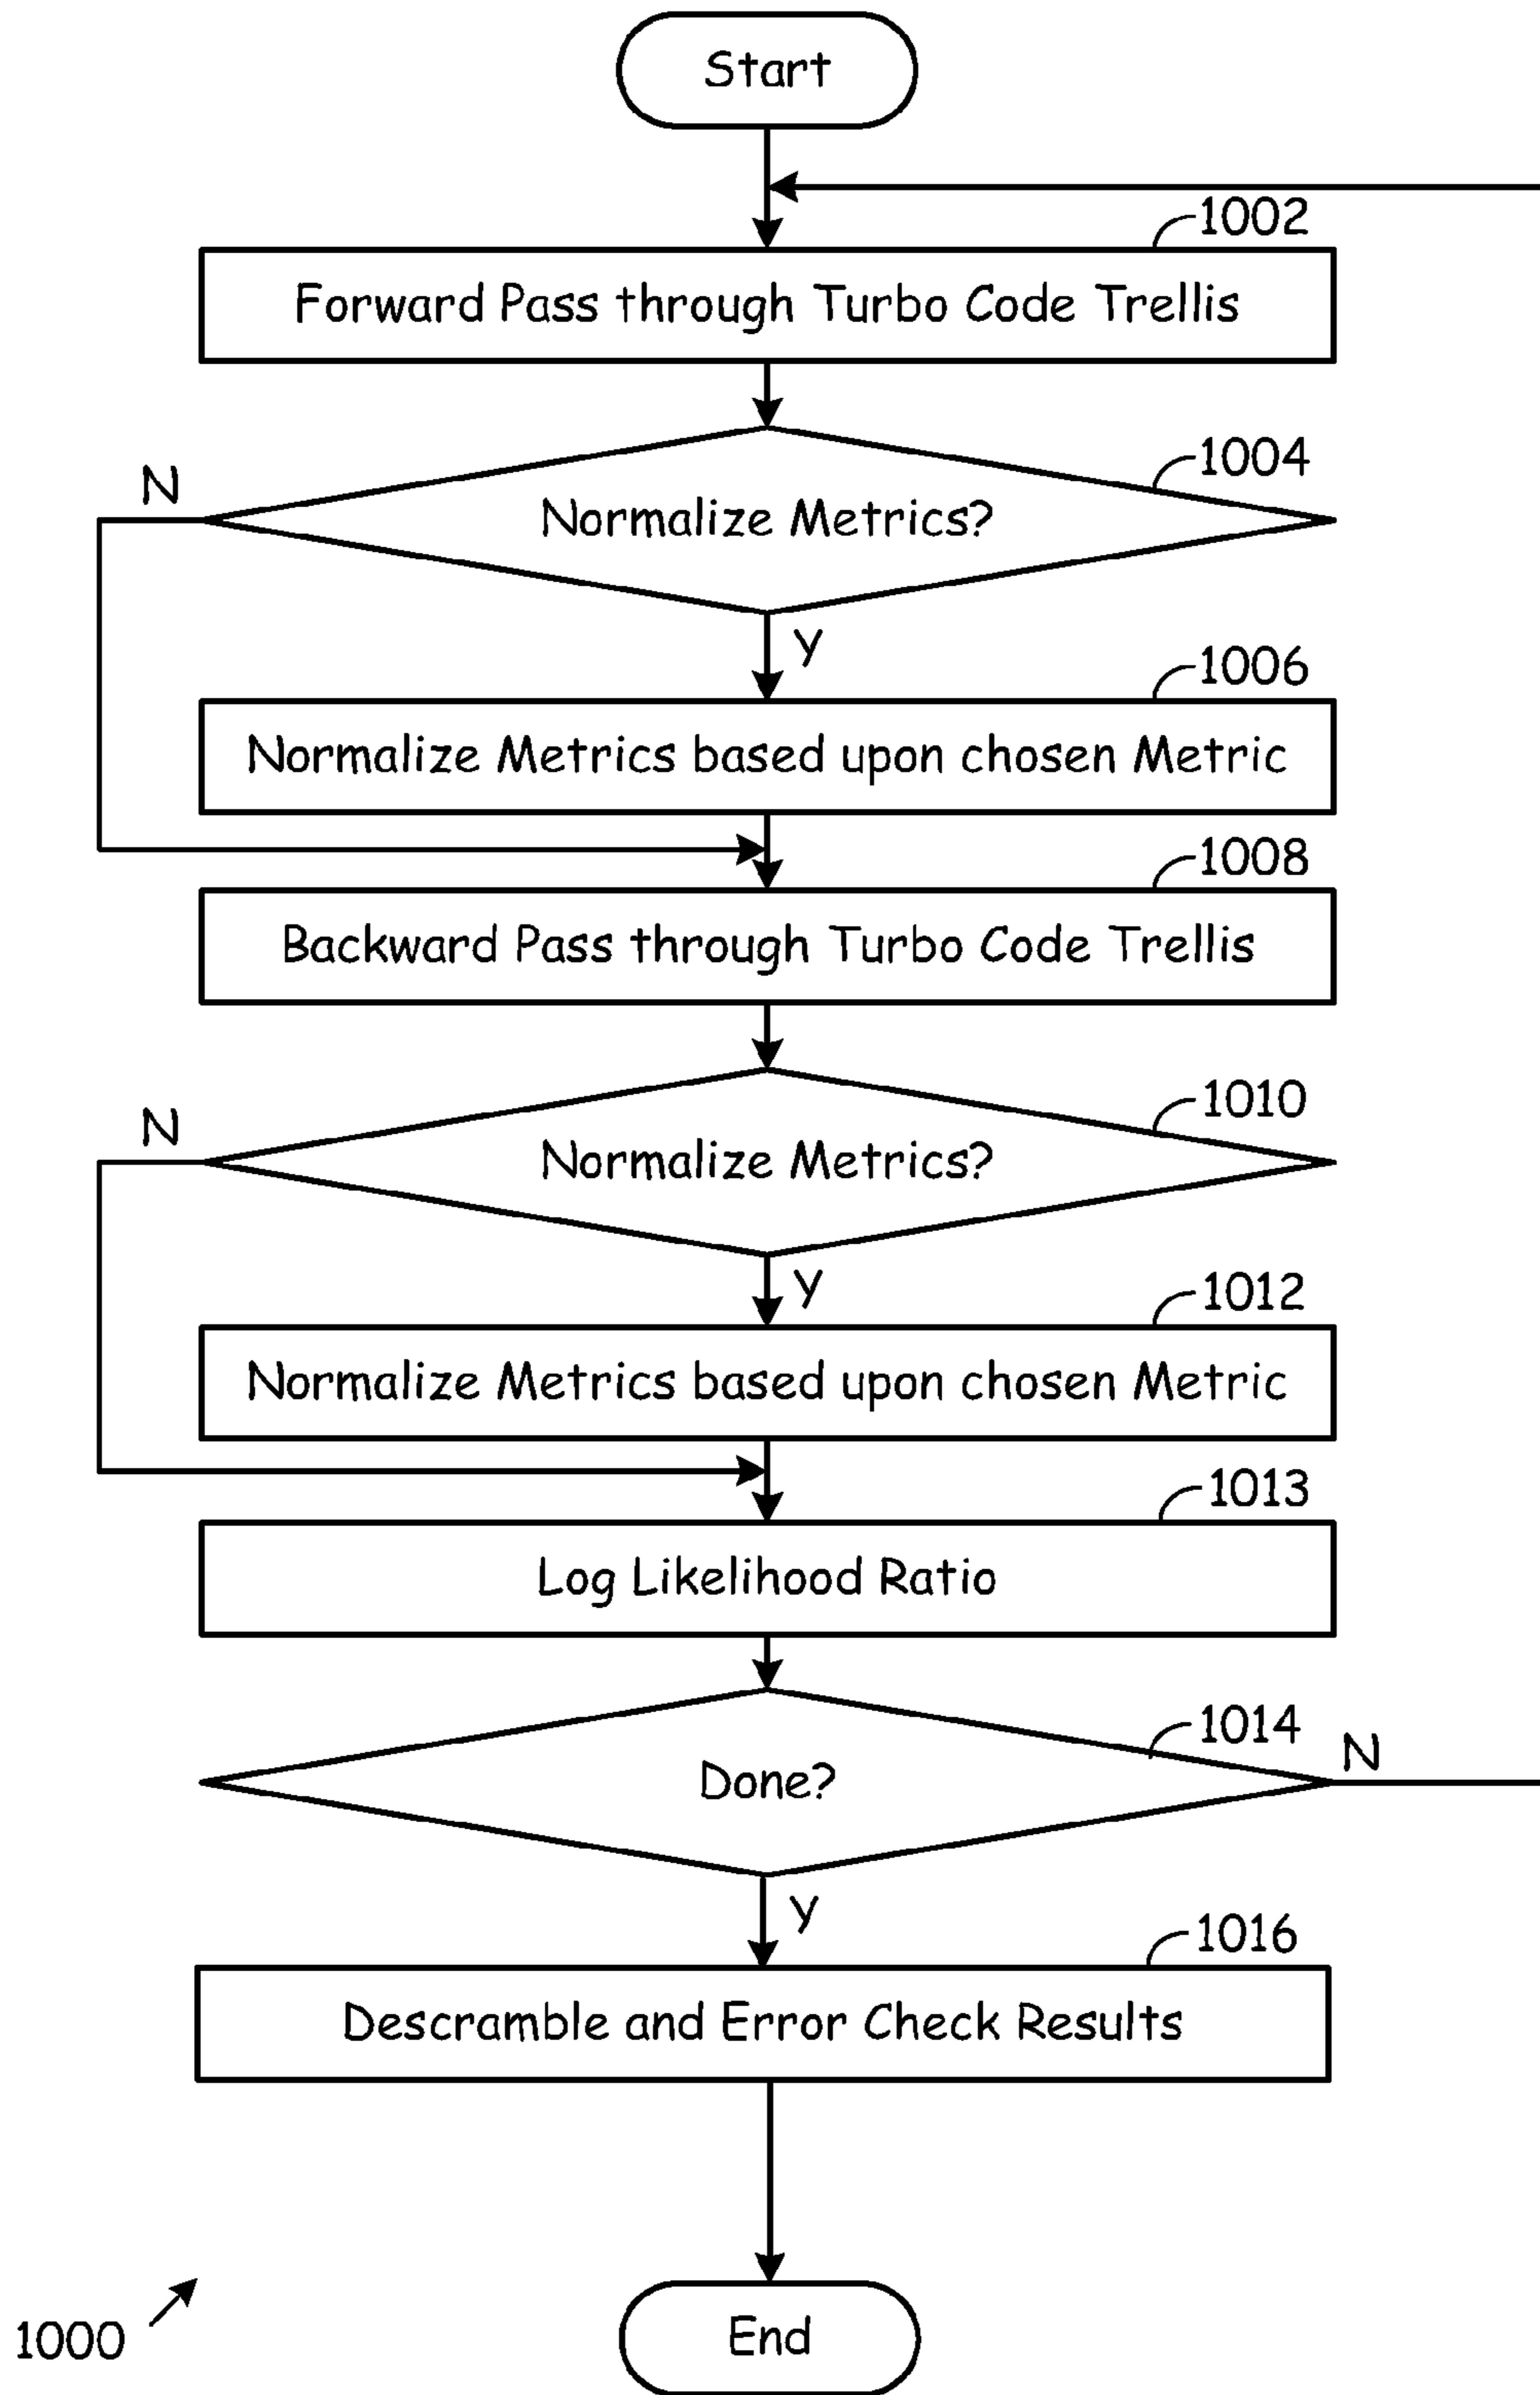 Start
1002
Forward Pass through Turbo Code Trellis
1004
N
Normalize Metrics?
Y
1006
Normalize Metrics based upon chosen Metric
1008
Backward Pass through Turbo Code Trellis
1010
N
Normalize Metrics?
Y
1012
Normalize Metrics based upon chosen Metric
1013
Log Likelihood Ratio
1014
N
Done?
Y
1016
Descramble and Error Check Results
1000
End